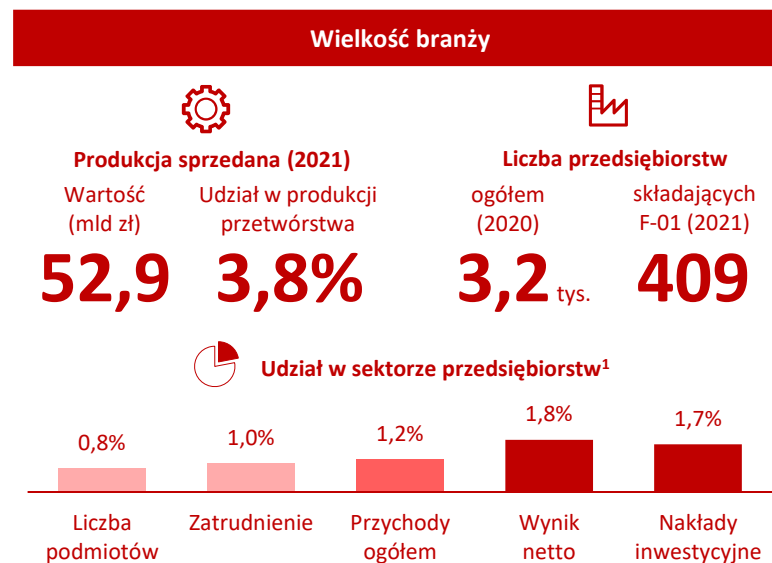 Wielkość branży
Produkcja sprzedana (2021)
Wartość
(mld zł)
52,9
Udział w produkcji
przetwórstwa
3,8%
Liczba przedsiębiorstw
ogółem
(2020)
3,2 tys.
składających
F-01 (2021)
409
Udział w sektorze przedsiębiorstw¹
0,8%
1,0%
1,2%
1,8%
1,7%
Liczba
podmiotów
Zatrudnienie
Przychody
ogółem
Wynik
netto
Nakłady
inwestycyjne